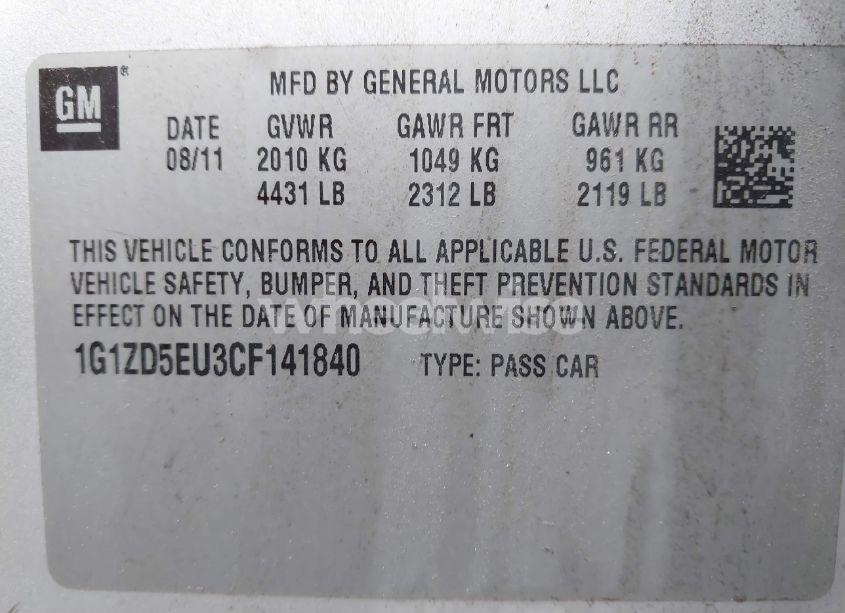 GM®
MFD BY GENERAL MOTORS LLC
DATE GVWR GAWR FRT GAWR RR
08/11 2010 KG 1049 KG 961 KG
4431 LB 2312 LB 2119 LB
THIS VEHICLE CONFORMS TO ALL APPLICABLE U.S. FEDERAL MOTOR
VEHICLE SAFETY, BUMPER, AND THEFT PREVENTION STANDARDS IN
EFFECT ON THE DATE OF MANUFACTURE SHOWN ABOVE.
wheelwise
1G1ZD5EU3CF141840 TYPE: PASS CAR